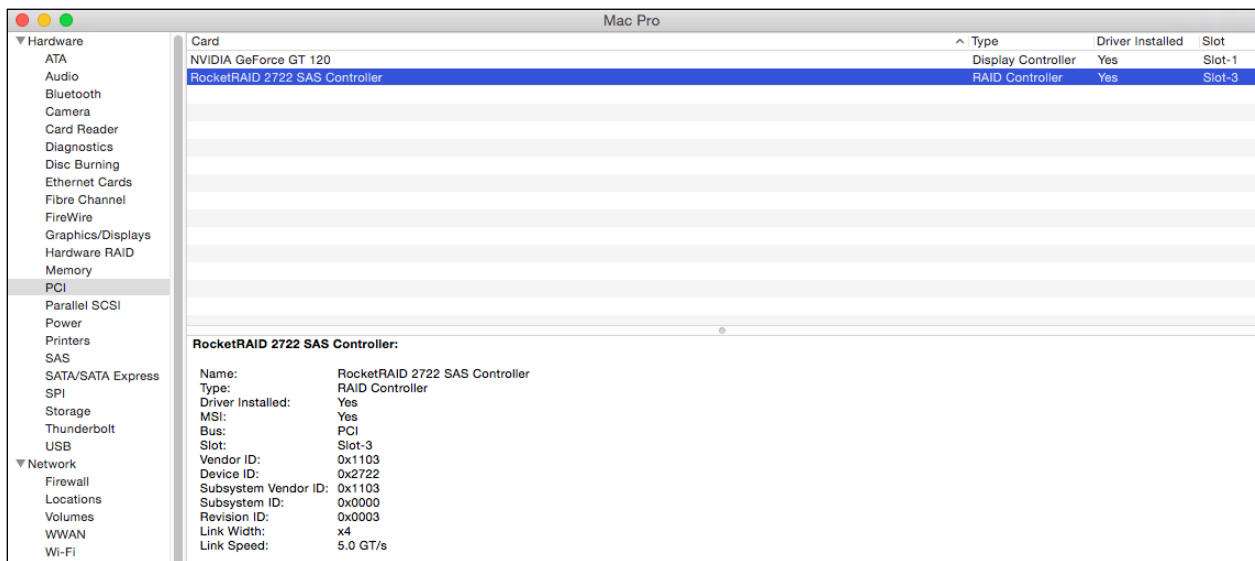 Mac Pro
Hardware
ATA
Audio
Bluetooth
Camera
Card Reader
Diagnostics
Disc Burning
Ethernet Cards
Fibre Channel
FireWire
Graphics/Displays
Hardware RAID
Memory
PCI
Parallel SCSI
Power
Printers
SAS
SATA/SATA Express
SPI
Storage
Thunderbolt
USB
Network
Firewall
Locations
Volumes
WWAN
Wi-Fi
Card Type Driver Installed Slot
NVIDIA GeForce GT 120 Display Controller Yes Slot-1
RocketRAID 2722 SAS Controller RAID Controller Yes Slot-3
RocketRAID 2722 SAS Controller:
Name: RocketRAID 2722 SAS Controller
Type: RAID Controller
Driver Installed: Yes
MSI: Yes
Bus: PCI
Slot: Slot-3
Vendor ID: 0x1103
Device ID: 0x2722
Subsystem Vendor ID: 0x1103
Subsystem ID: 0x0000
Revision ID: 0x0003
Link Width: x4
Link Speed: 5.0 GT/s